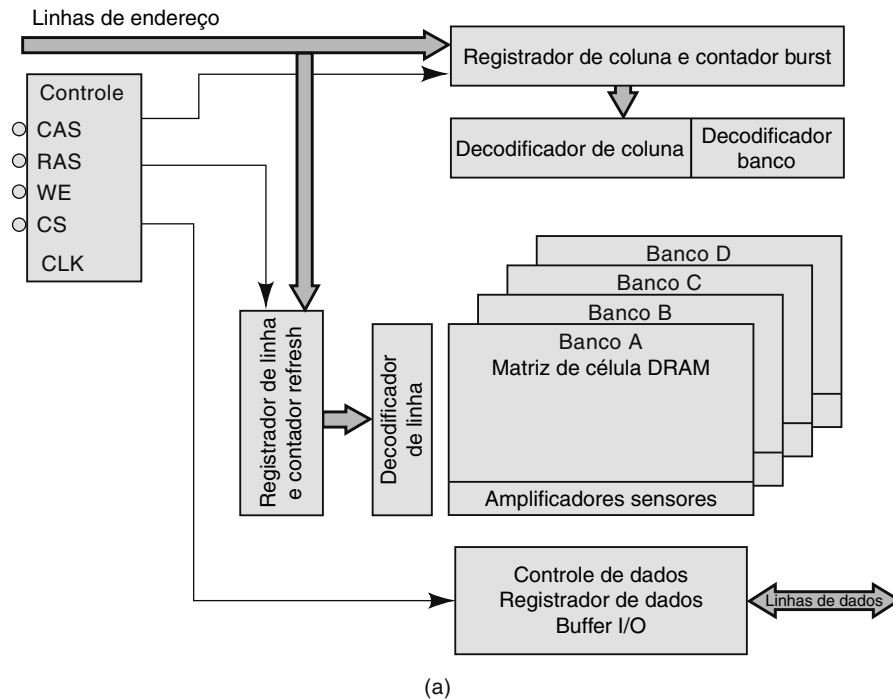 Linhas de endereço
Registrador de coluna e contador burst
Controle
CAS
RAS
WE
CS
CLK
Decodificador de coluna
Decodificador
banco
Banco D
Banco C
Banco B
Banco A
Matriz de célula DRAM
Amplificadores sensores
Registrador de linha
e contador refresh
Decodificador
de linha
Controle de dados
Registrador de dados
Buffer I/O
Linhas de dados
(a)